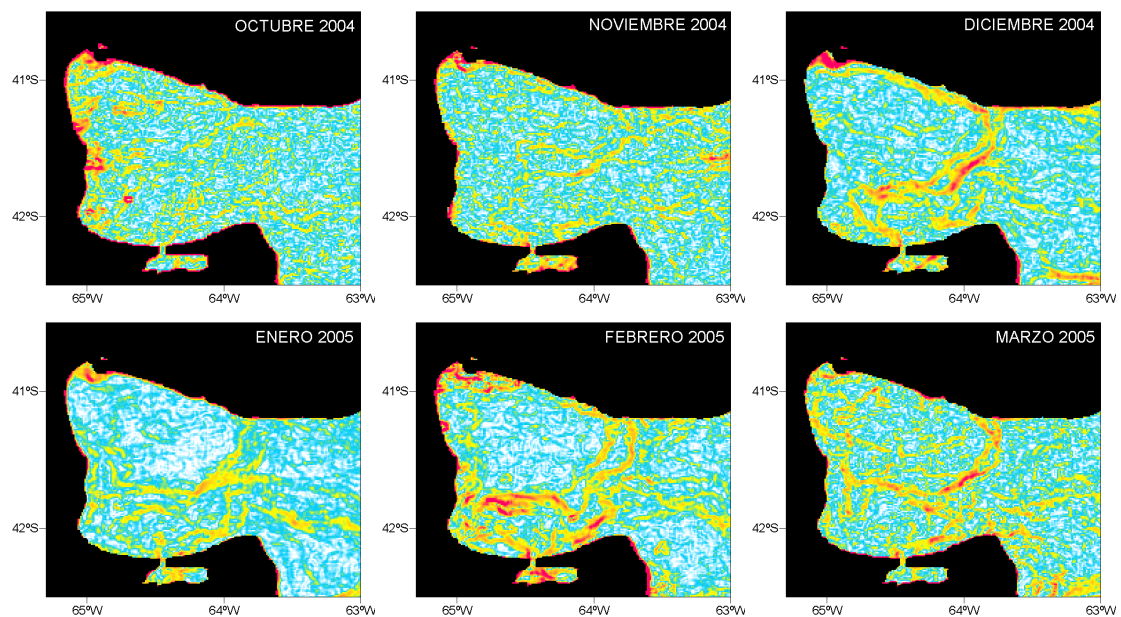 OCTUBRE 2004
41ºS
42ºS
65ºW
64ºW
63ºW
NOVIEMBRE 2004
41ºS
42ºS
65ºW
64ºW
63ºW
DICIEMBRE 2004
41ºS
42ºS
65ºW
64ºW
63ºW
ENERO 2005
41ºS
42ºS
65ºW
64ºW
63ºW
FEBRERO 2005
41ºS
42ºS
65ºW
64ºW
63ºW
MARZO 2005
41ºS
42ºS
65ºW
64ºW
63ºW